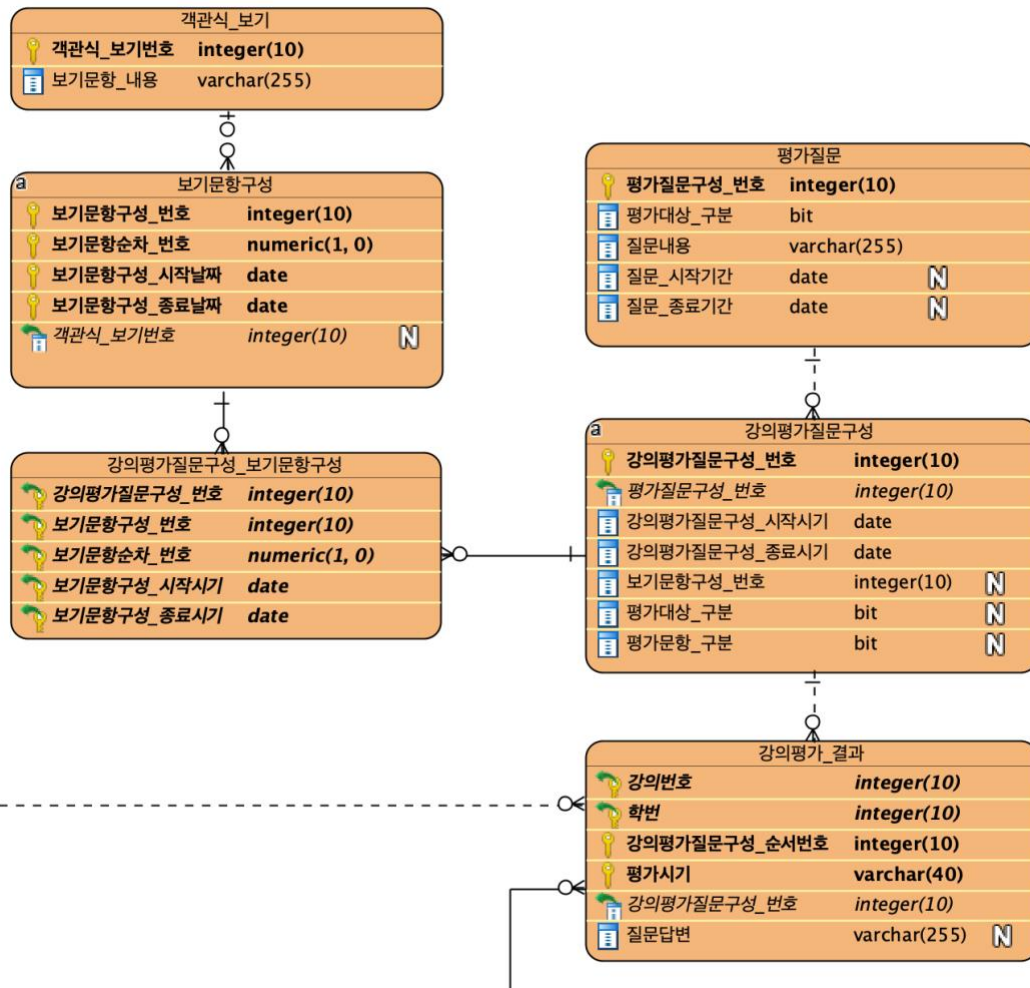 객관식_보기
객관식_보기번호 integer(10)
보기문항_내용 varchar(255)
a
보기문항구성
보기문항구성_번호 integer(10)
보기문항순차_번호 numeric(1, 0)
보기문항구성_시작날짜 date
보기문항구성_종료날짜 date
객관식_보기번호 integer(10) N
강의평가질문구성_보기문항구성
강의평가질문구성_번호 integer(10)
보기문항구성_번호 integer(10)
보기문항순차_번호 numeric(1, 0)
보기문항구성_시작시기 date
보기문항구성_종료시기 date
평가질문
평가질문구성_번호 integer(10)
평가대상_구분 bit
질문내용 varchar(255)
질문_시작기간 date N
질문_종료기간 date N
a
강의평가질문구성
강의평가질문구성_번호 integer(10)
평가질문구성_번호 integer(10)
강의평가질문구성_시작시기 date
강의평가질문구성_종료시기 date
보기문항구성_번호 integer(10) N
평가대상_구분 bit N
평가문항_구분 bit N
강의평가_결과
강의번호 integer(10)
학번 integer(10)
강의평가질문구성_순서번호 integer(10)
평가시기 varchar(40)
강의평가질문구성_번호 integer(10)
질문답변 varchar(255) N